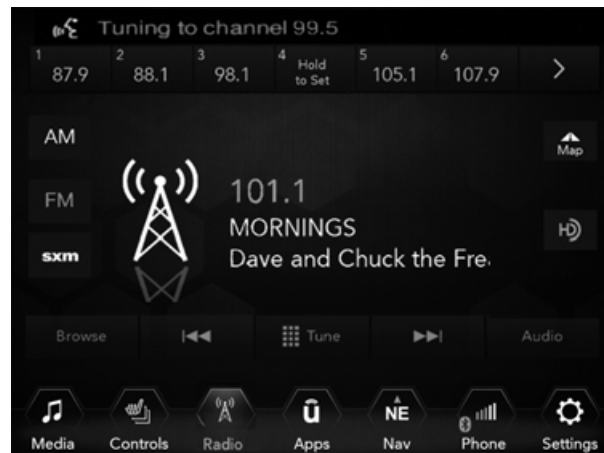 Tuning to channel 99.5
1 87.9 2 88.1 3 98.1 4 Hold to Set 5 105.1 6 107.9
AM
Map
101.1
FM
MORNINGS
HD
sxm
Dave and Chuck the Fre
Browse Tune Audio
û NE
Media Controls Radio Apps Nav Phone Settings